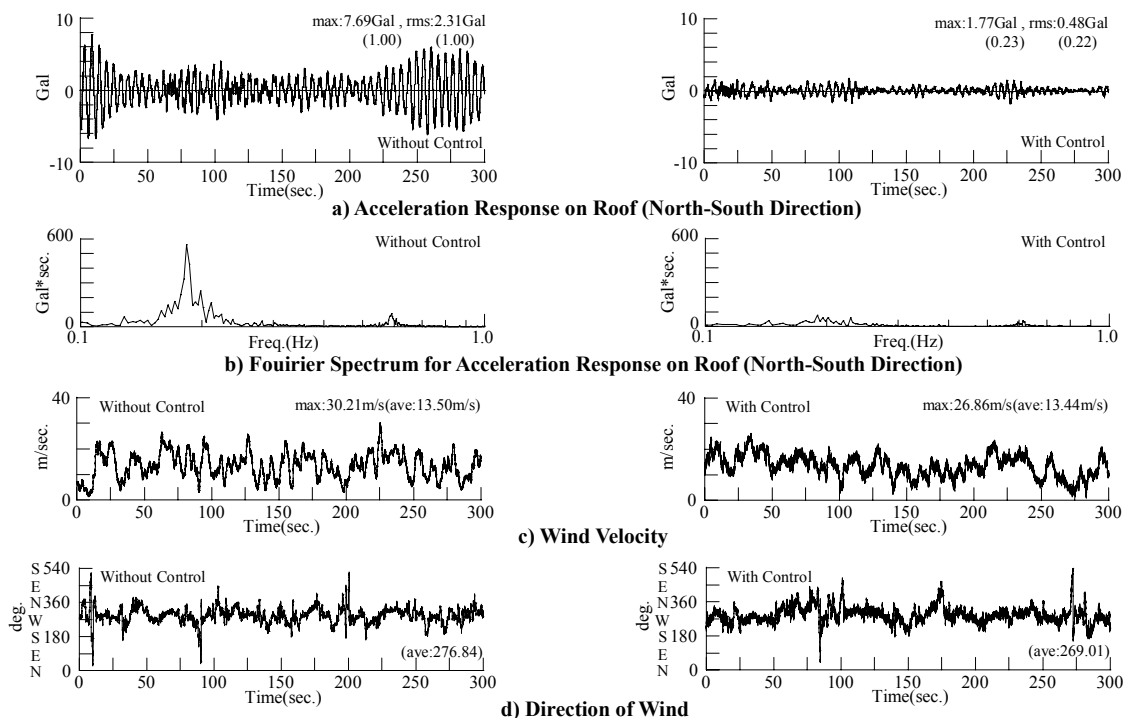 max:7.69Gal , rms:2.31Gal
(1.00) (1.00)
10
0
-10
Gal
Without Control
0 50 100 150 200 250 300
Time(sec.)
max:1.77Gal , rms:0.48Gal
(0.23) (0.22)
10
0
-10
Gal
With Control
0 50 100 150 200 250 300
Time(sec.)
a) Acceleration Response on Roof (North-South Direction)
600
0
Gal*sec.
Without Control
0.1 1.0
Freq.(Hz)
600
0
Gal*sec.
With Control
0.1 1.0
Freq.(Hz)
b) Fouirier Spectrum for Acceleration Response on Roof (North-South Direction)
40
0
m/sec.
Without Control max:30.21m/s(ave:13.50m/s)
0 50 100 150 200 250 300
Time(sec.)
40
0
m/sec.
With Control max:26.86m/s(ave:13.44m/s)
0 50 100 150 200 250 300
Time(sec.)
c) Wind Velocity
deg.
S 540
E
N 360
W
S 180
E
N 0
Without Control
(ave:276.84)
0 50 100 150 200 250 300
Time(sec.)
deg.
S 540
E
N 360
W
S 180
E
N 0
With Control
(ave:269.01)
0 50 100 150 200 250 300
Time(sec.)
d) Direction of Wind